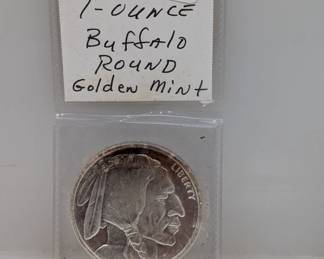 1-OUNCE
Buffalo
ROUND
Golden Mint
LIBERTY